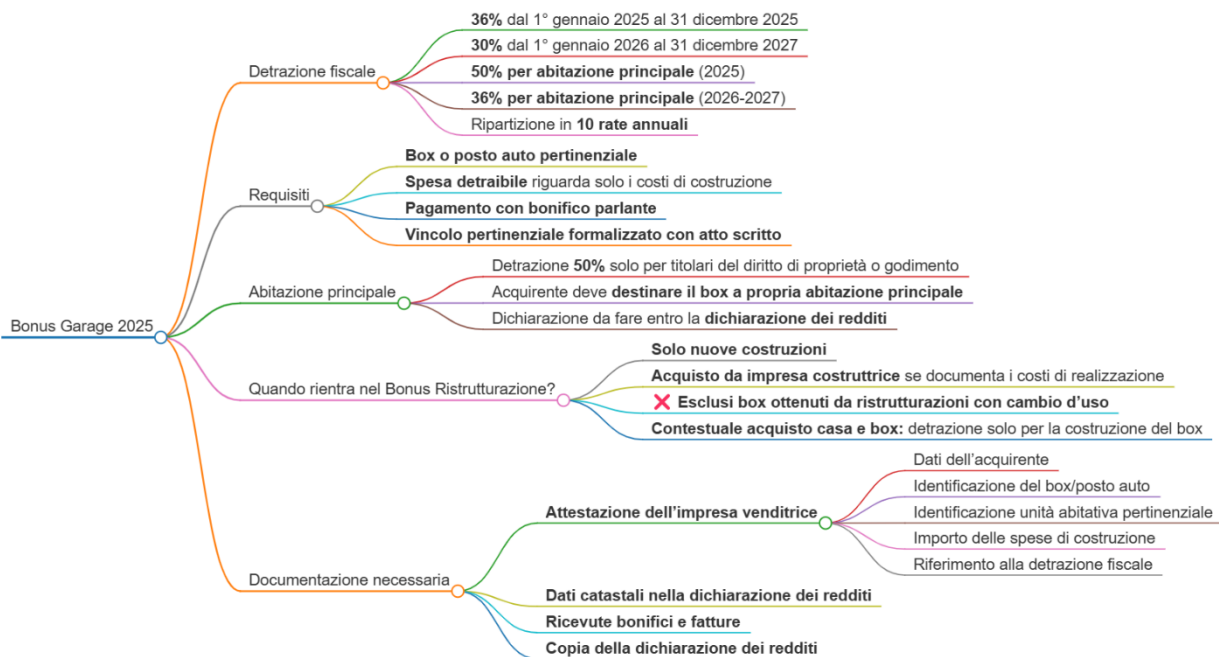 Bonus Garage 2025
Detrazione fiscale
36% dal 1° gennaio 2025 al 31 dicembre 2025
30% dal 1° gennaio 2026 al 31 dicembre 2027
50% per abitazione principale (2025)
36% per abitazione principale (2026-2027)
Ripartizione in 10 rate annuali
Requisiti
Box o posto auto pertinenziale
Spesa detraibile riguarda solo i costi di costruzione
Pagamento con bonifico parlante
Vincolo pertinenziale formalizzato con atto scritto
Abitazione principale
Detrazione 50% solo per titolari del diritto di proprietà o godimento
Acquirente deve destinare il box a propria abitazione principale
Dichiarazione da fare entro la dichiarazione dei redditi
Quando rientra nel Bonus Ristrutturazione?
Solo nuove costruzioni
Acquisto da impresa costruttrice se documenta i costi di realizzazione
❌ Esclusi box ottenuti da ristrutturazioni con cambio d'uso
Contestuale acquisto casa e box: detrazione solo per la costruzione del box
Documentazione necessaria
Attestazione dell'impresa venditrice
Dati dell'acquirente
Identificazione del box/posto auto
Identificazione unità abitativa pertinenziale
Importo delle spese di costruzione
Riferimento alla detrazione fiscale
Dati catastali nella dichiarazione dei redditi
Ricevute bonifici e fatture
Copia della dichiarazione dei redditi